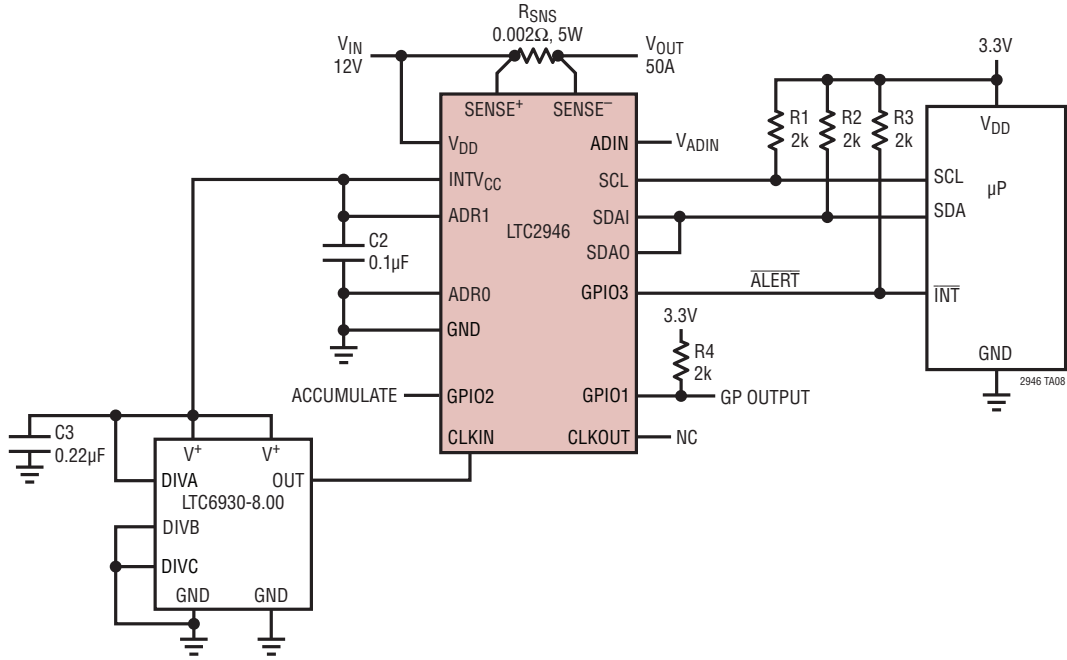 RSNS
0.002Ω, 5W
VIN
12V
VOUT
50A
3.3V
SENSE+
SENSE–
R1
2k
R2
2k
R3
2k
VDD
VDD
ADIN
VADIN
INTVCC
SCL
SCL
µP
ADR1
LTC2946
SDAI
SDA
C2
0.1µF
SDAO
ADR0
GPIO3
ALERT
INT
GND
3.3V
R4
2k
GND
2946 TA08
ACCUMULATE
GPIO2
GPIO1
GP OUTPUT
CLKIN
CLKOUT
NC
C3
0.22µF
V+
V+
DIVA
OUT
LTC6930-8.00
DIVB
DIVC
GND
GND